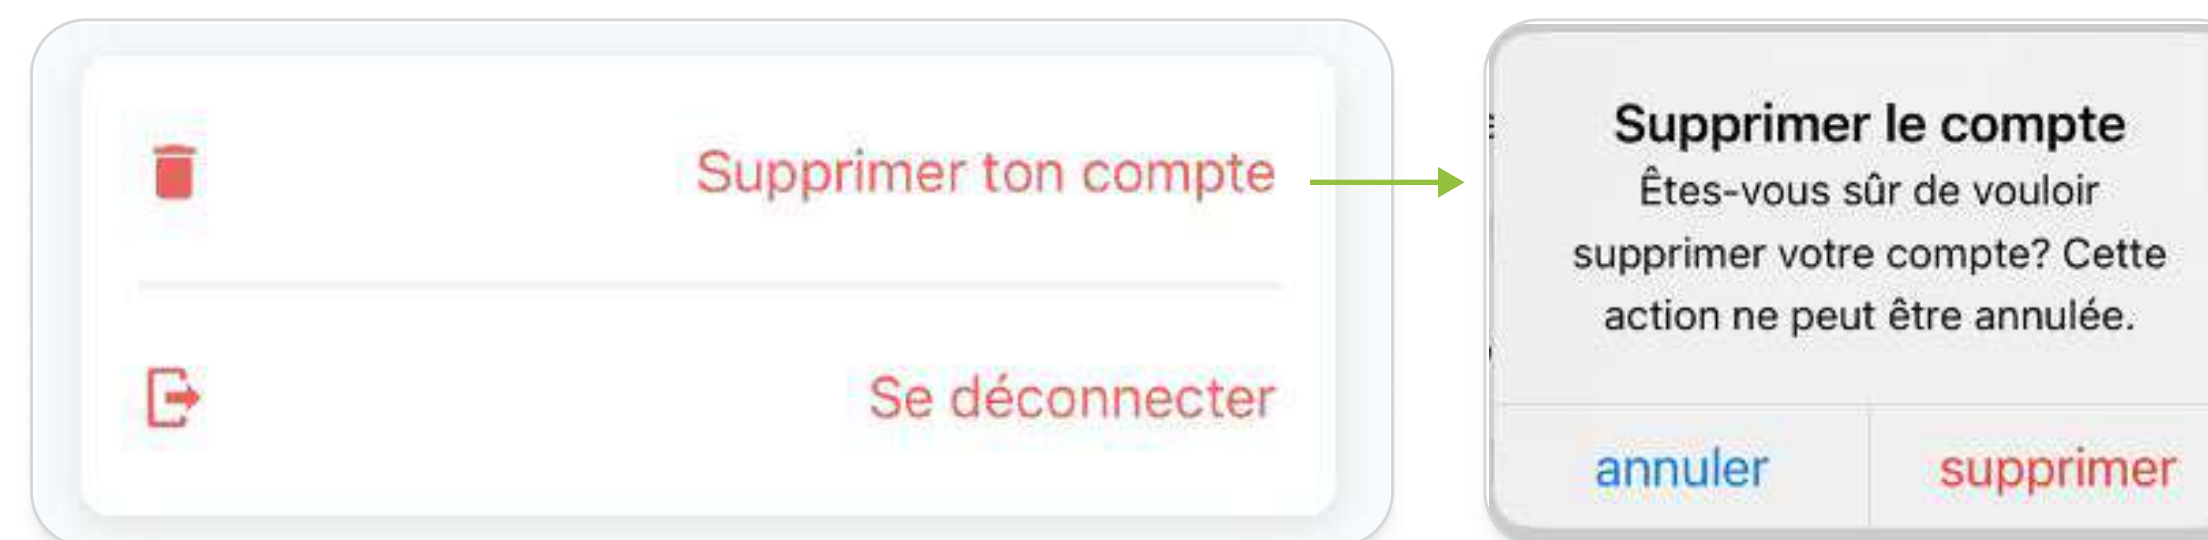 Supprimer ton compte
Se déconnecter
Supprimer le compte
Êtes-vous sûr de vouloir
supprimer votre compte? Cette
action ne peut être annulée.
annuler
supprimer